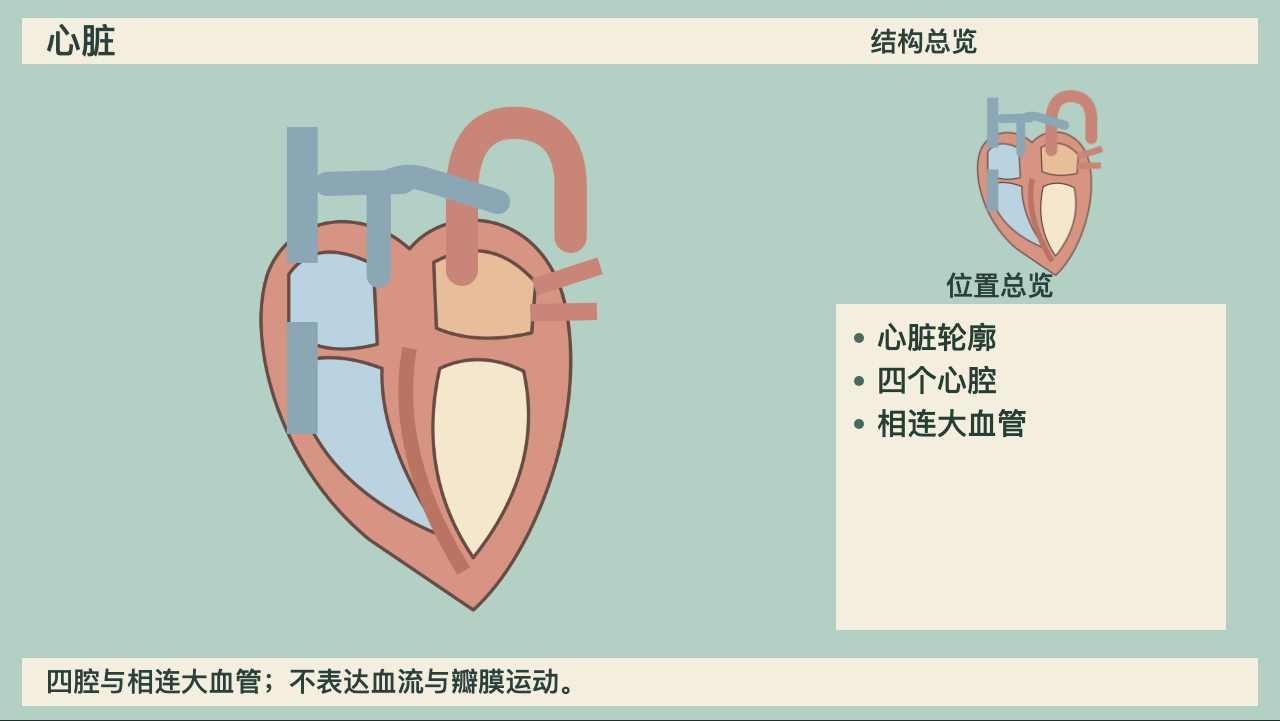 心脏
结构总览
位置总览
心脏轮廓
四个心腔
相连大血管
四腔与相连大血管；不表达血流与瓣膜运动。